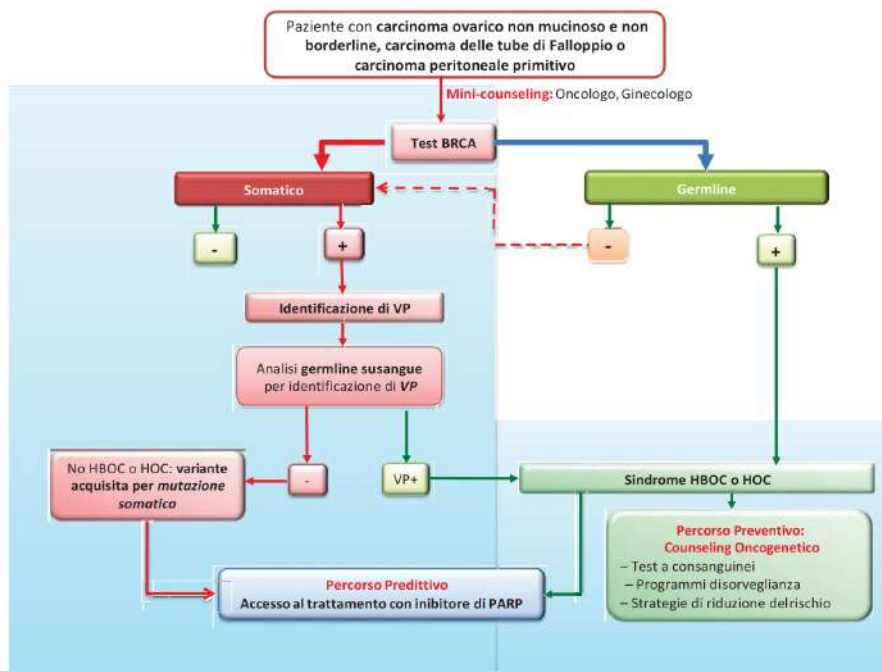 Paziente con carcinoma ovarico non mucinoso e non
borderline, carcinoma delle tube di Falloppio o
carcinoma peritoneale primitivo
Mini-counseling: Oncologo, Ginecologo
Test BRCA
Somatico
Germline
-
+
-
+
Identificazione di VP
Analisi germline susangue
per identificazione di VP
No HBOC o HOC: variante
acquisita per mutazione
somatica
-
VP+
Sindrome HBOC o HOC
Percorso Preventivo:
Counseling Oncogenetico
– Test a consanguinei
– Programmi disorveglianza
– Strategie di riduzione delrischio
Percorso Predittivo
Accesso al trattamento con inibitore di PARP